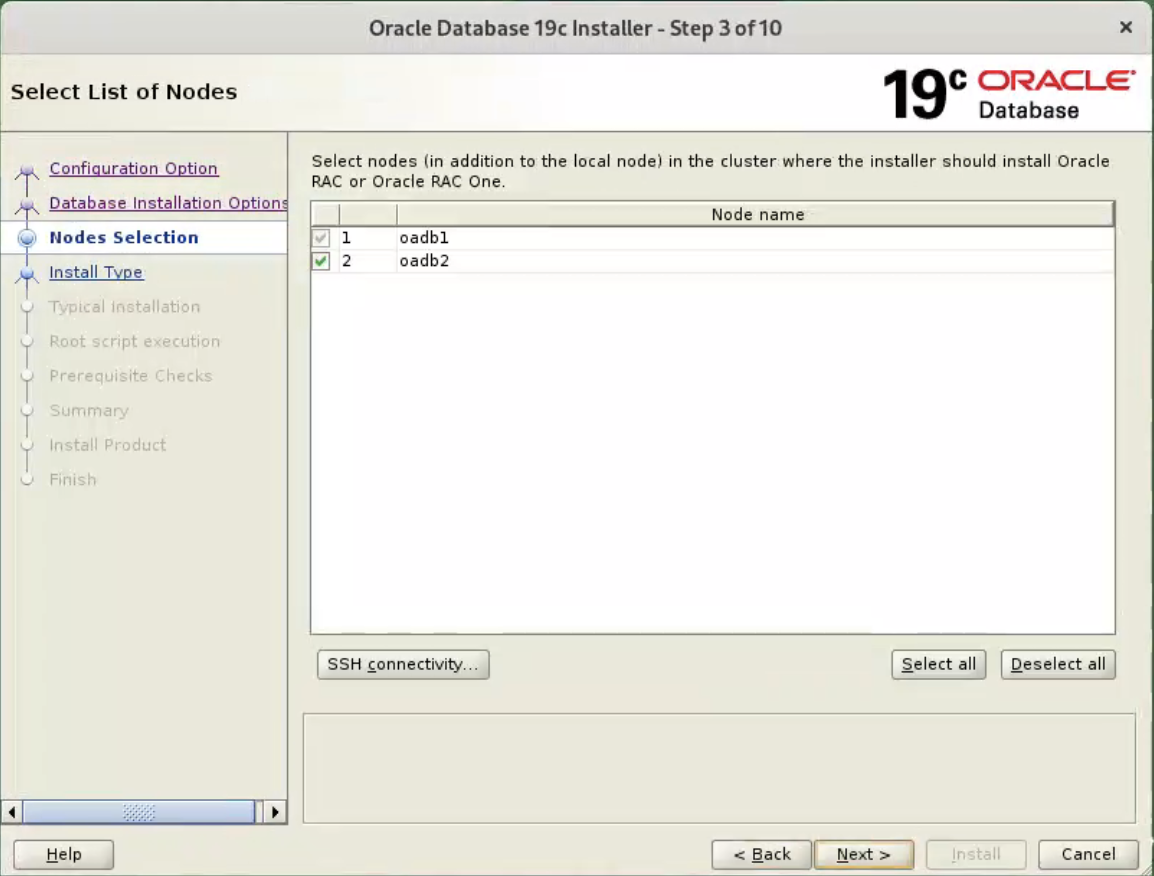 Oracle Database 19c Installer - Step 3 of 10
×
Select List of Nodes
19c ORACLE
Database
Configuration Option
Database Installation Options
Nodes Selection
Install Type
Typical Installation
Root script execution
Prerequisite Checks
Summary
Install Product
Finish
Select nodes (in addition to the local node) in the cluster where the installer should install Oracle
RAC or Oracle RAC One.
Node name
1 oadb1
2 oadb2
SSH connectivity...
Select all
Deselect all
Help
< Back
Next >
Install
Cancel